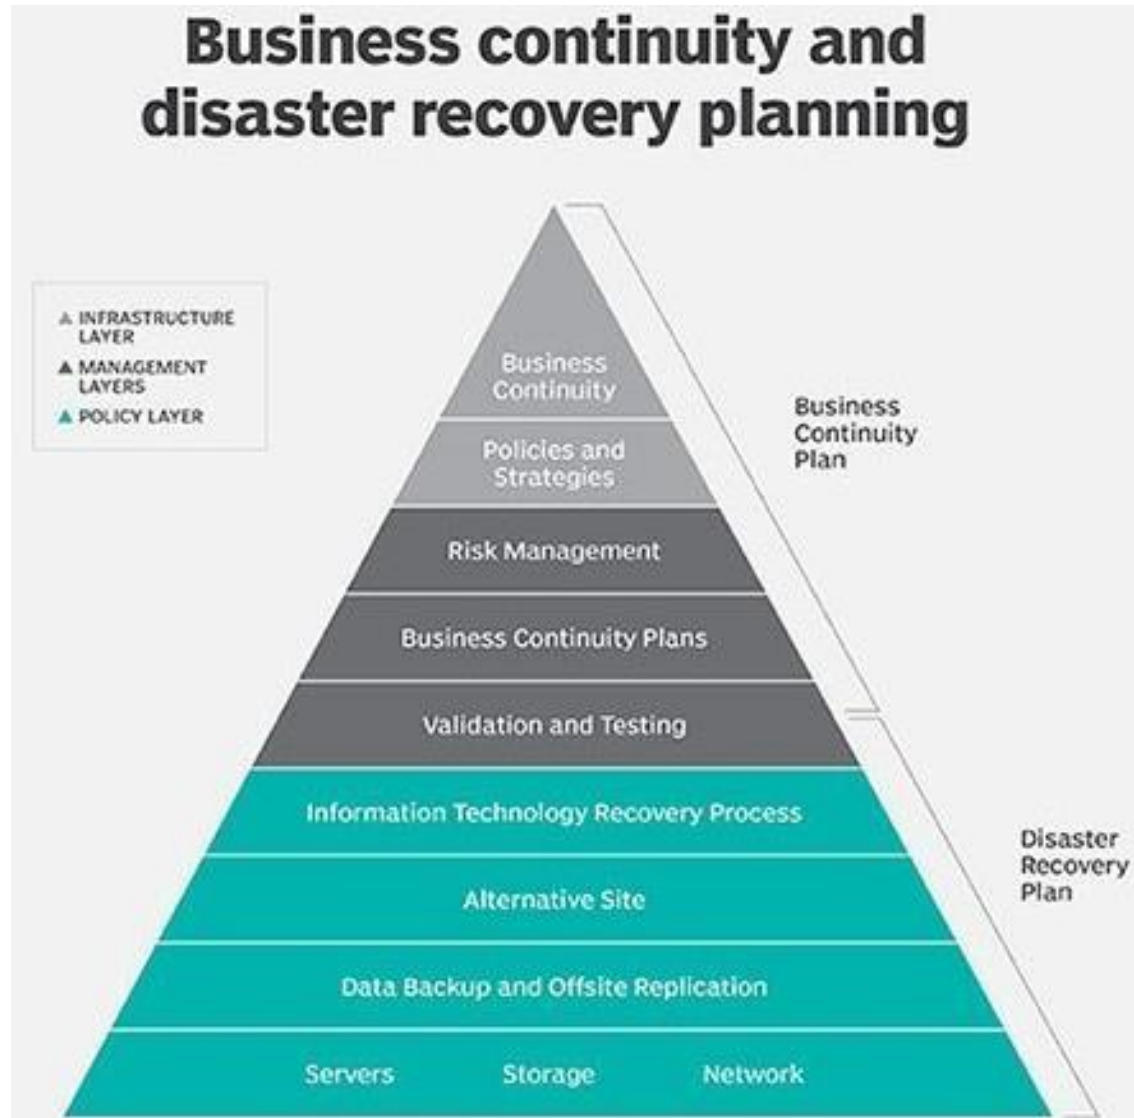 Business continuity and
disaster recovery planning
INFRASTRUCTURE
LAYER
MANAGEMENT
LAYERS
POLICY LAYER
Business
Continuity
Policies and
Strategies
Risk Management
Business Continuity Plans
Validation and Testing
Information Technology Recovery Process
Alternative Site
Data Backup and Offsite Replication
Servers Storage Network
Business
Continuity
Plan
Disaster
Recovery
Plan